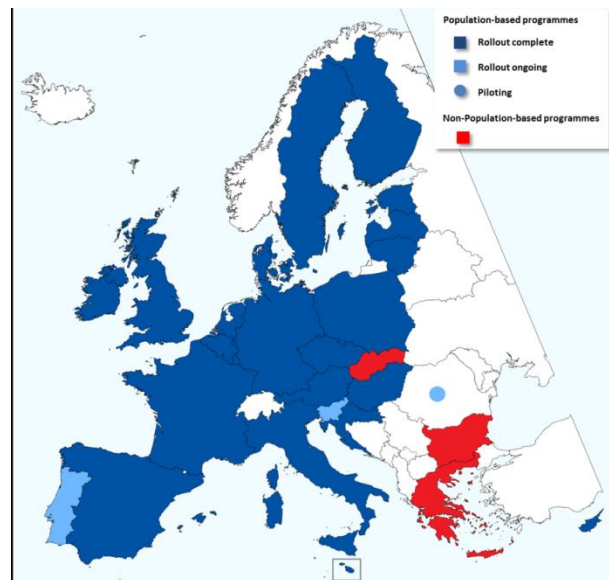 Population-based programmes
Rollout complete
Rollout ongoing
Piloting
Non-Population-based programmes